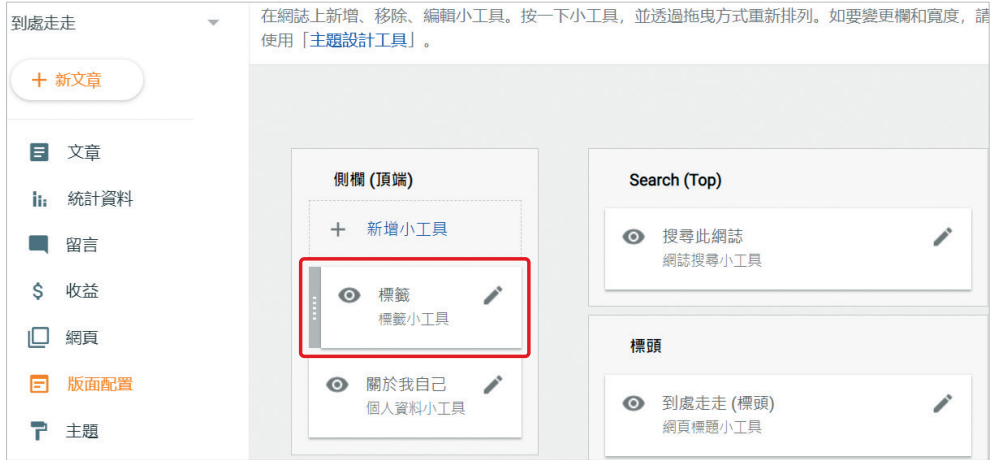 到處走走
在網誌上新增、移除、編輯小工具。按一下小工具，並透過拖曳方式重新排列。如要變更欄和寬度，請
使用「主題設計工具」。
+ 新文章
文章
統計資料
留言
收益
網頁
版面配置
主題
側欄 (頂端)
+ 新增小工具
標籤
標籤小工具
關於我自己
個人資料小工具
Search (Top)
搜尋此網誌
網誌搜尋小工具
標頭
到處走走 (標頭)
網頁標題小工具